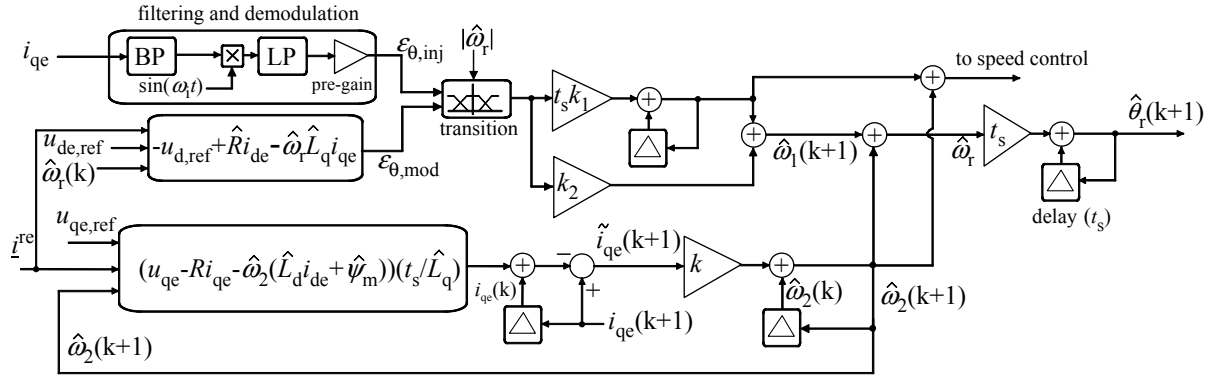 filtering and demodulation
i_qe
BP
LP
sin(ω_i t)
pre-gain
ε_θ,inj
|ω̂_r|
transition
t_s k_1
k_2
to speed control
u_de,ref
ω̂_r(k)
-u_d,ref+R̂i_de-ω̂_r L̂_q i_qe
ε_θ,mod
ω̂_1(k+1)
ω̂_r
t_s
θ̂_r(k+1)
delay (t_s)
u_qe,ref
i^re
(u_qe-Ri_qe-ω̂_2(L̂_d i_de+ψ̂_m))(t_s/L̂_q)
ω̂_2(k+1)
i_qe(k)
ĩ_qe(k+1)
i_qe(k+1)
k
ω̂_2(k)
ω̂_2(k+1)